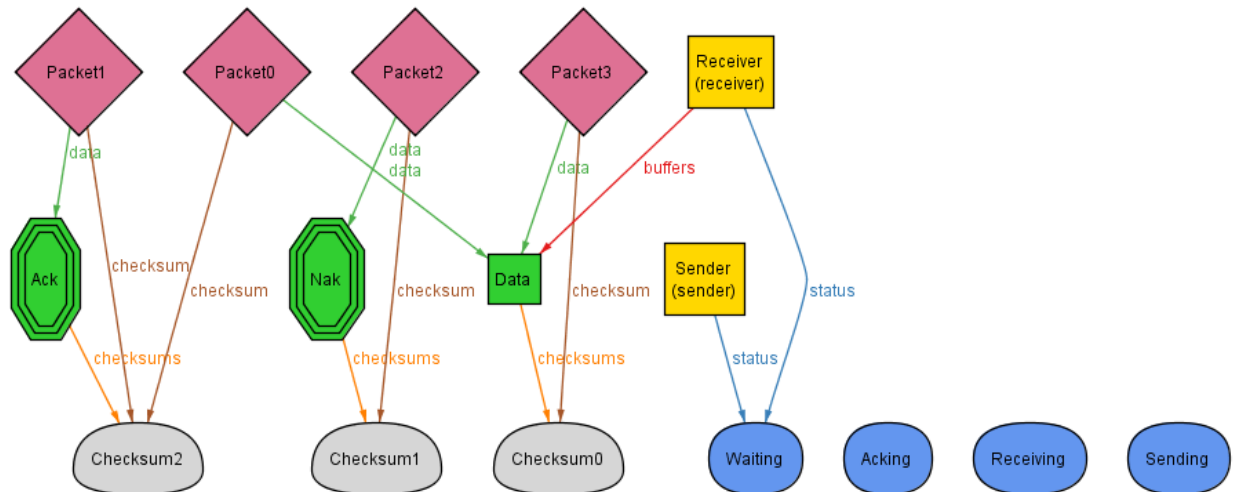 Packet1
Packet0
Packet2
Packet3
Receiver
(receiver)
data
data
data
data
buffers
Ack
Nak
Data
Sender
(sender)
checksum
checksum
checksum
checksum
status
checksums
checksums
checksums
status
Checksum2
Checksum1
Checksum0
Waiting
Acking
Receiving
Sending